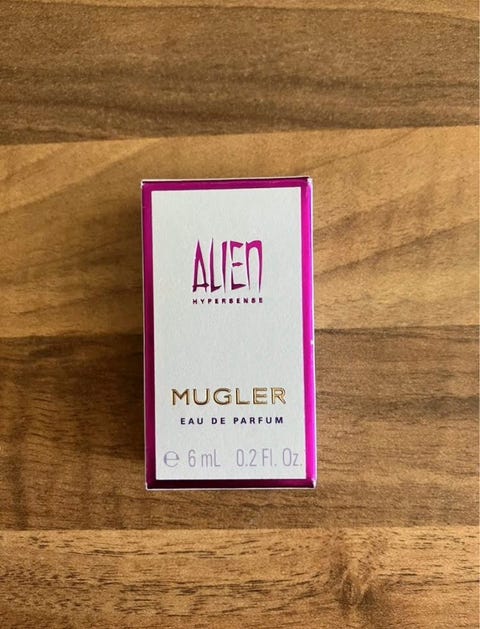 ALIEN
HYPERSENSE
MUGLER
EAU DE PARFUM
℮ 6 mL 0.2 Fl. Oz.